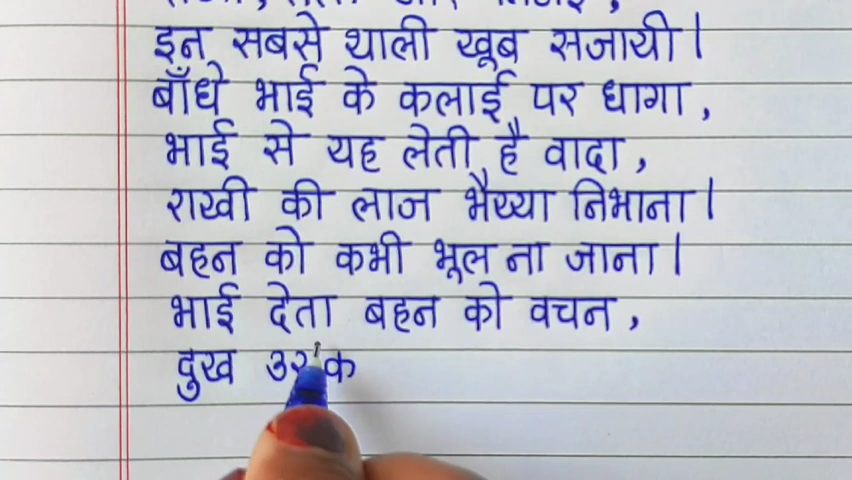 इन सबसे थाली खूब सजायी।
बाँधे भाई के कलाई पर धागा,
भाई से यह लेती है वादा,
राखी की लाज भैय्या निभाना।
बहन को कभी भूल ना जाना।
भाई देता बहन को वचन,
दुख